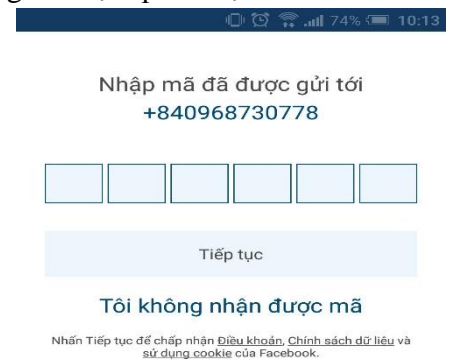 74% 10:13
Nhập mã đã được gửi tới
+840968730778
Tiếp tục
Tôi không nhận được mã
Nhấn Tiếp tục để chấp nhận Điều khoản, Chính sách dữ liệu và
sử dụng cookie của Facebook.